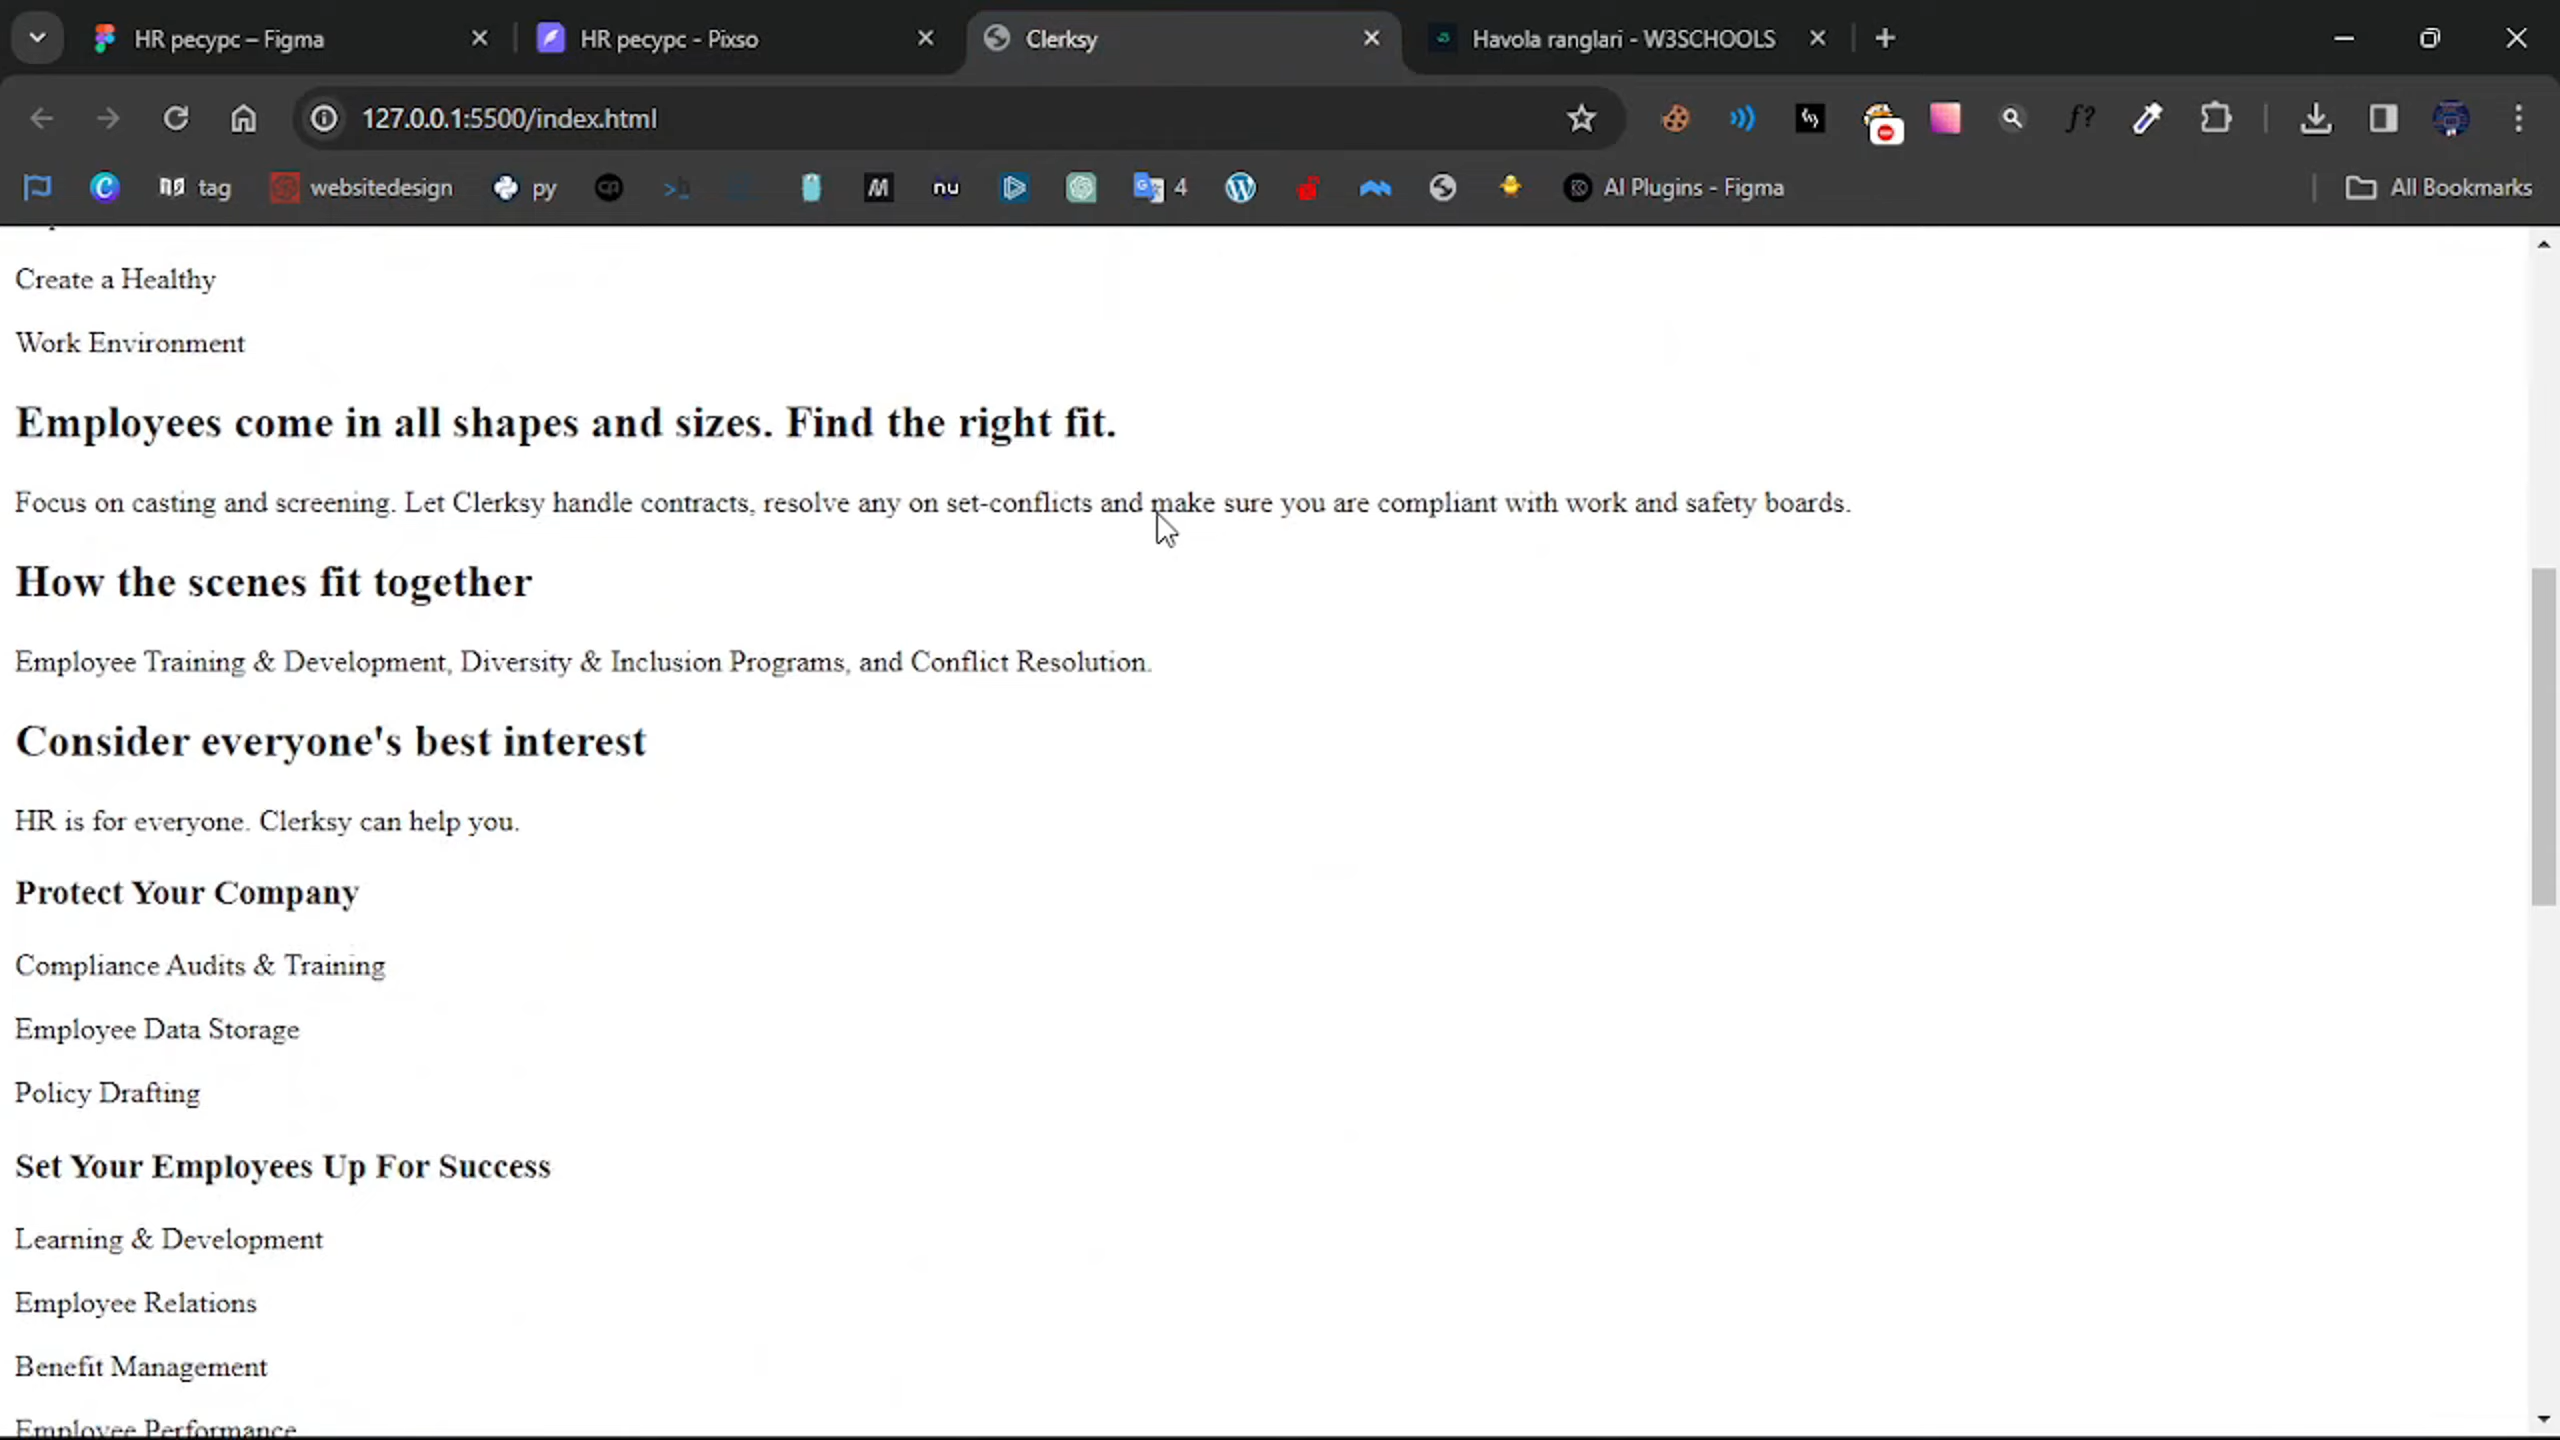 HR ресурс – Figma
HR ресурс - Pixso
Clerksy
Havola ranglari - W3SCHOOLS
127.0.0.1:5500/index.html
f?
tag
websitedesign
py
nu
4
AI Plugins - Figma
All Bookmarks
Create a Healthy
Work Environment
Employees come in all shapes and sizes. Find the right fit.
Focus on casting and screening. Let Clerksy handle contracts, resolve any on set-conflicts and make sure you are compliant with work and safety boards.
How the scenes fit together
Employee Training & Development, Diversity & Inclusion Programs, and Conflict Resolution.
Consider everyone's best interest
HR is for everyone. Clerksy can help you.
Protect Your Company
Compliance Audits & Training
Employee Data Storage
Policy Drafting
Set Your Employees Up For Success
Learning & Development
Employee Relations
Benefit Management
Employee Performance